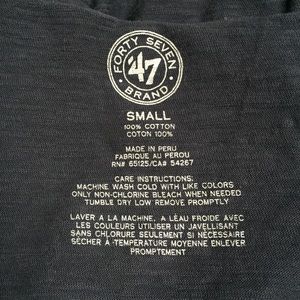 FORTY SEVEN
47
BRAND
SMALL
100% COTTON
COTON 100%
MADE IN PERU
FABRIQUE AU PEROU
RN# 65125/CA# 54267
CARE INSTRUCTIONS:
MACHINE WASH COLD WITH LIKE COLORS
ONLY NON-CHLORINE BLEACH WHEN NEEDED
TUMBLE DRY LOW REMOVE PROMPTLY
LAVER A LA MACHINE, A LÉAU FROIDE AVEC
LES COULEURS UTILISER UN JAVELLISANT
SANS CHLORURE SEULEMENT SI NÉCESSAIRE
SÉCHER À TEMPERATURE MOYENNE ENLEVER
PROMPTEMENT